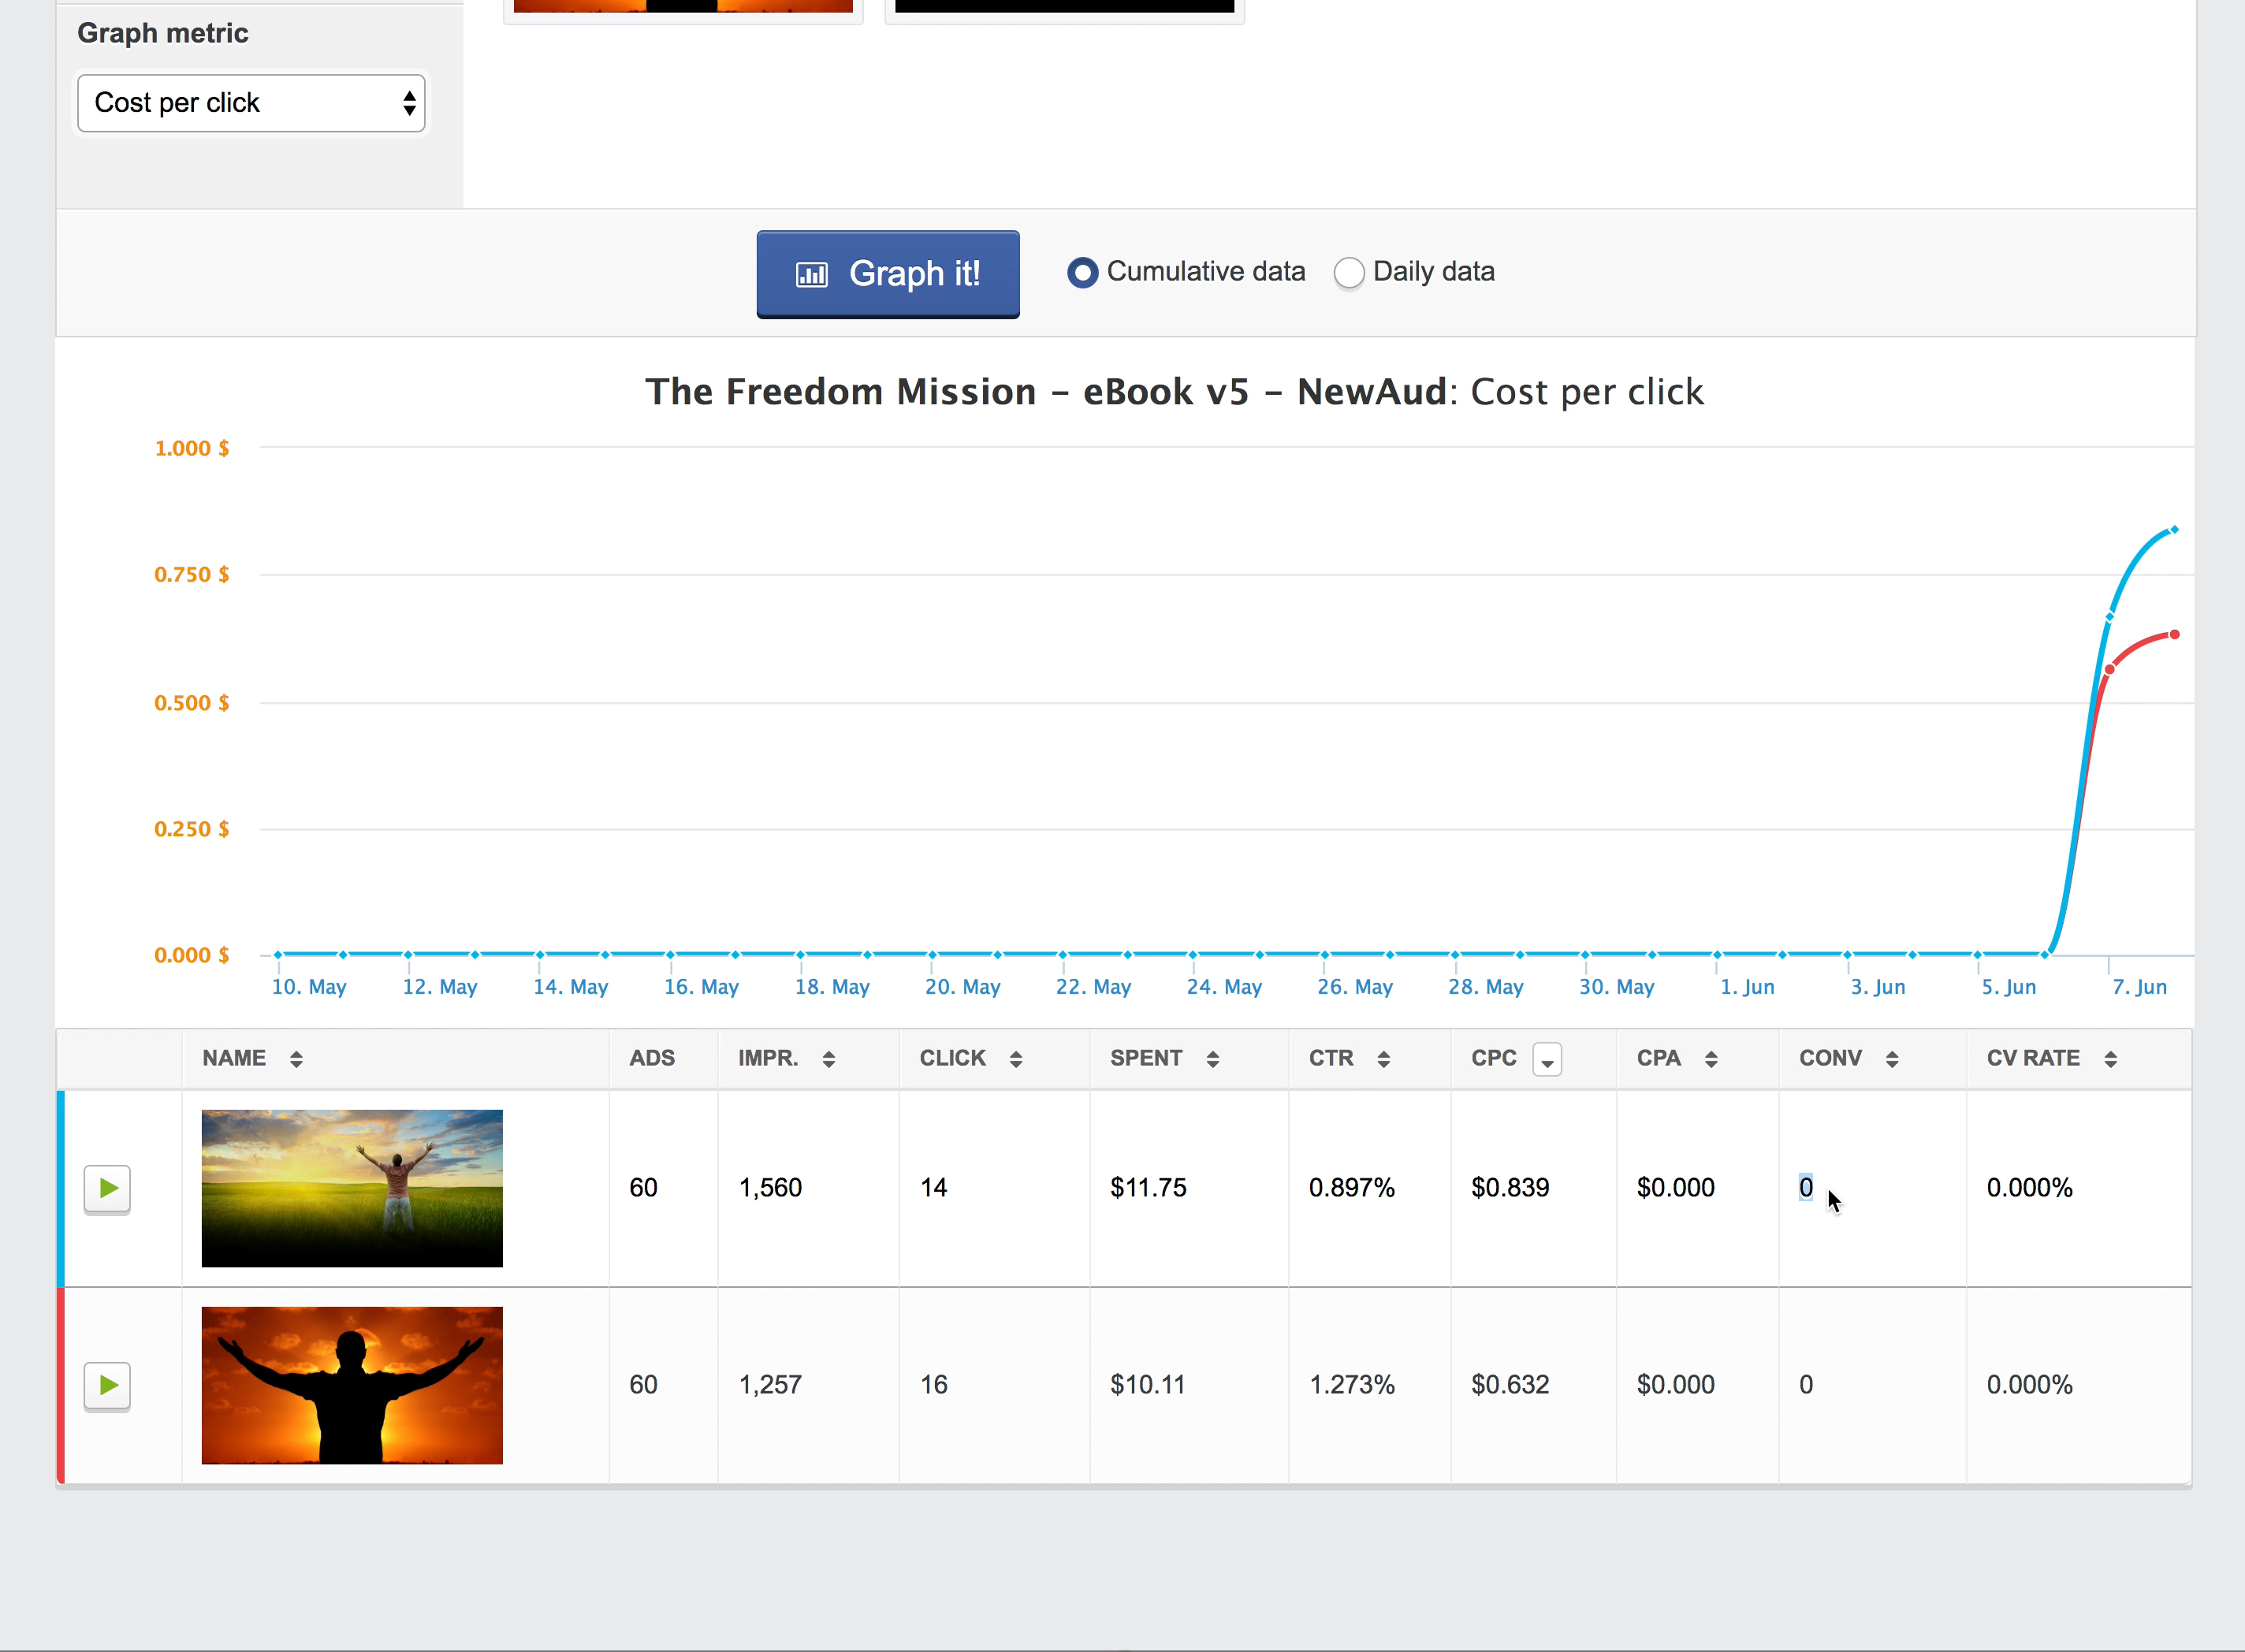 Graph metric
Cost per click
Graph it!
Cumulative data
Daily data
The Freedom Mission – eBook v5 – NewAud: Cost per click
1.000 $
0.750 $
0.500 $
0.250 $
0.000 $
10. May 12. May 14. May 16. May 18. May 20. May 22. May 24. May 26. May 28. May 30. May 1. Jun 3. Jun 5. Jun 7. Jun
NAME ADS IMPR. CLICK SPENT CTR CPC CPA CONV CV RATE
60 1,560 14 $11.75 0.897% $0.839 $0.000 0 0.000%
60 1,257 16 $10.11 1.273% $0.632 $0.000 0 0.000%